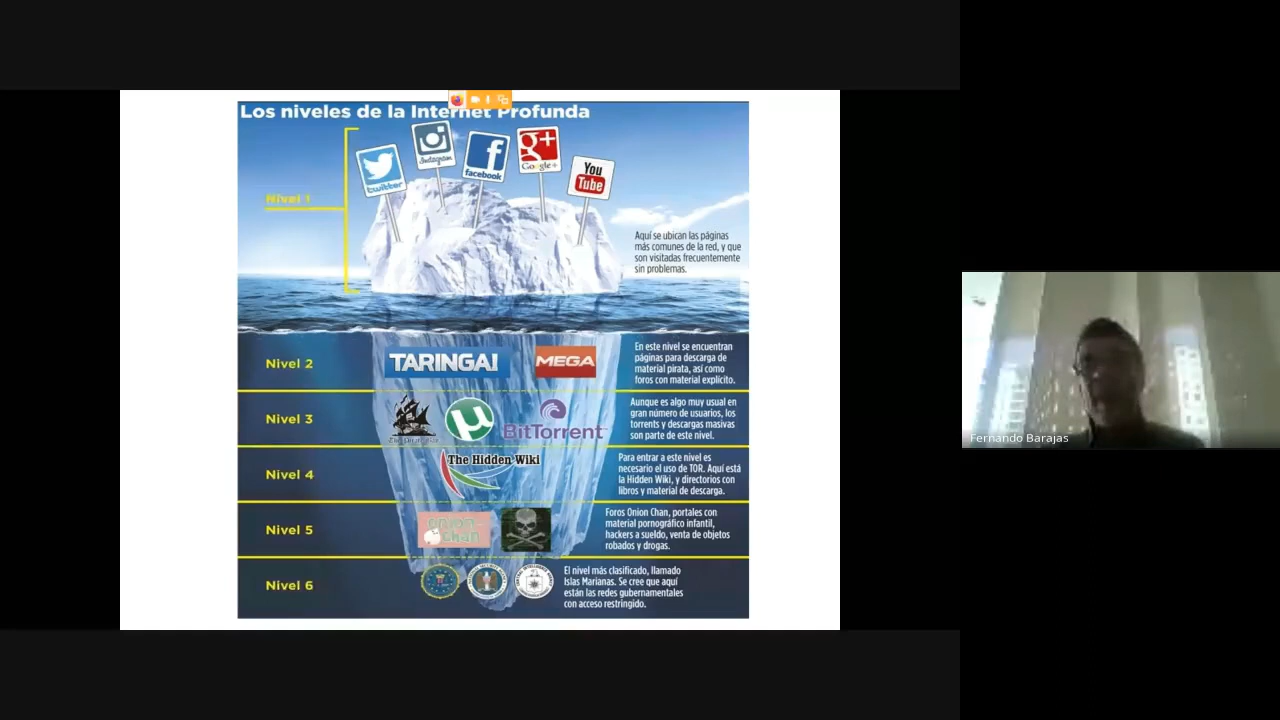 Los niveles de la Internet Profunda
twitter
Instagram
facebook
Google+
You
Tube
Nivel 1
Aquí se ubican las páginas
más comunes de la red, y que
son visitadas frecuentemente
sin problemas.
Nivel 2
TARINGA!
MEGA
En este nivel se encuentran
páginas para descarga de
material pirata, así como
foros con material explícito.
Nivel 3
BitTorrent
Aunque es algo muy usual en
gran número de usuarios, los
torrents y descargas masivas
son parte de este nivel.
Nivel 4
The Hidden Wiki
Para entrar a este nivel es
necesario el uso de TOR. Aquí está
la Hidden Wiki, y directorios con
libros y material de descarga.
Nivel 5
onion
chan
Foros Onion Chan, portales con
material pornográfico infantil,
hackers a sueldo, venta de objetos
robados y drogas.
Nivel 6
El nivel más clasificado, llamado
Islas Marianas. Se cree que aquí
están las redes gubernamentales
con acceso restringido.
Fernando Barajas